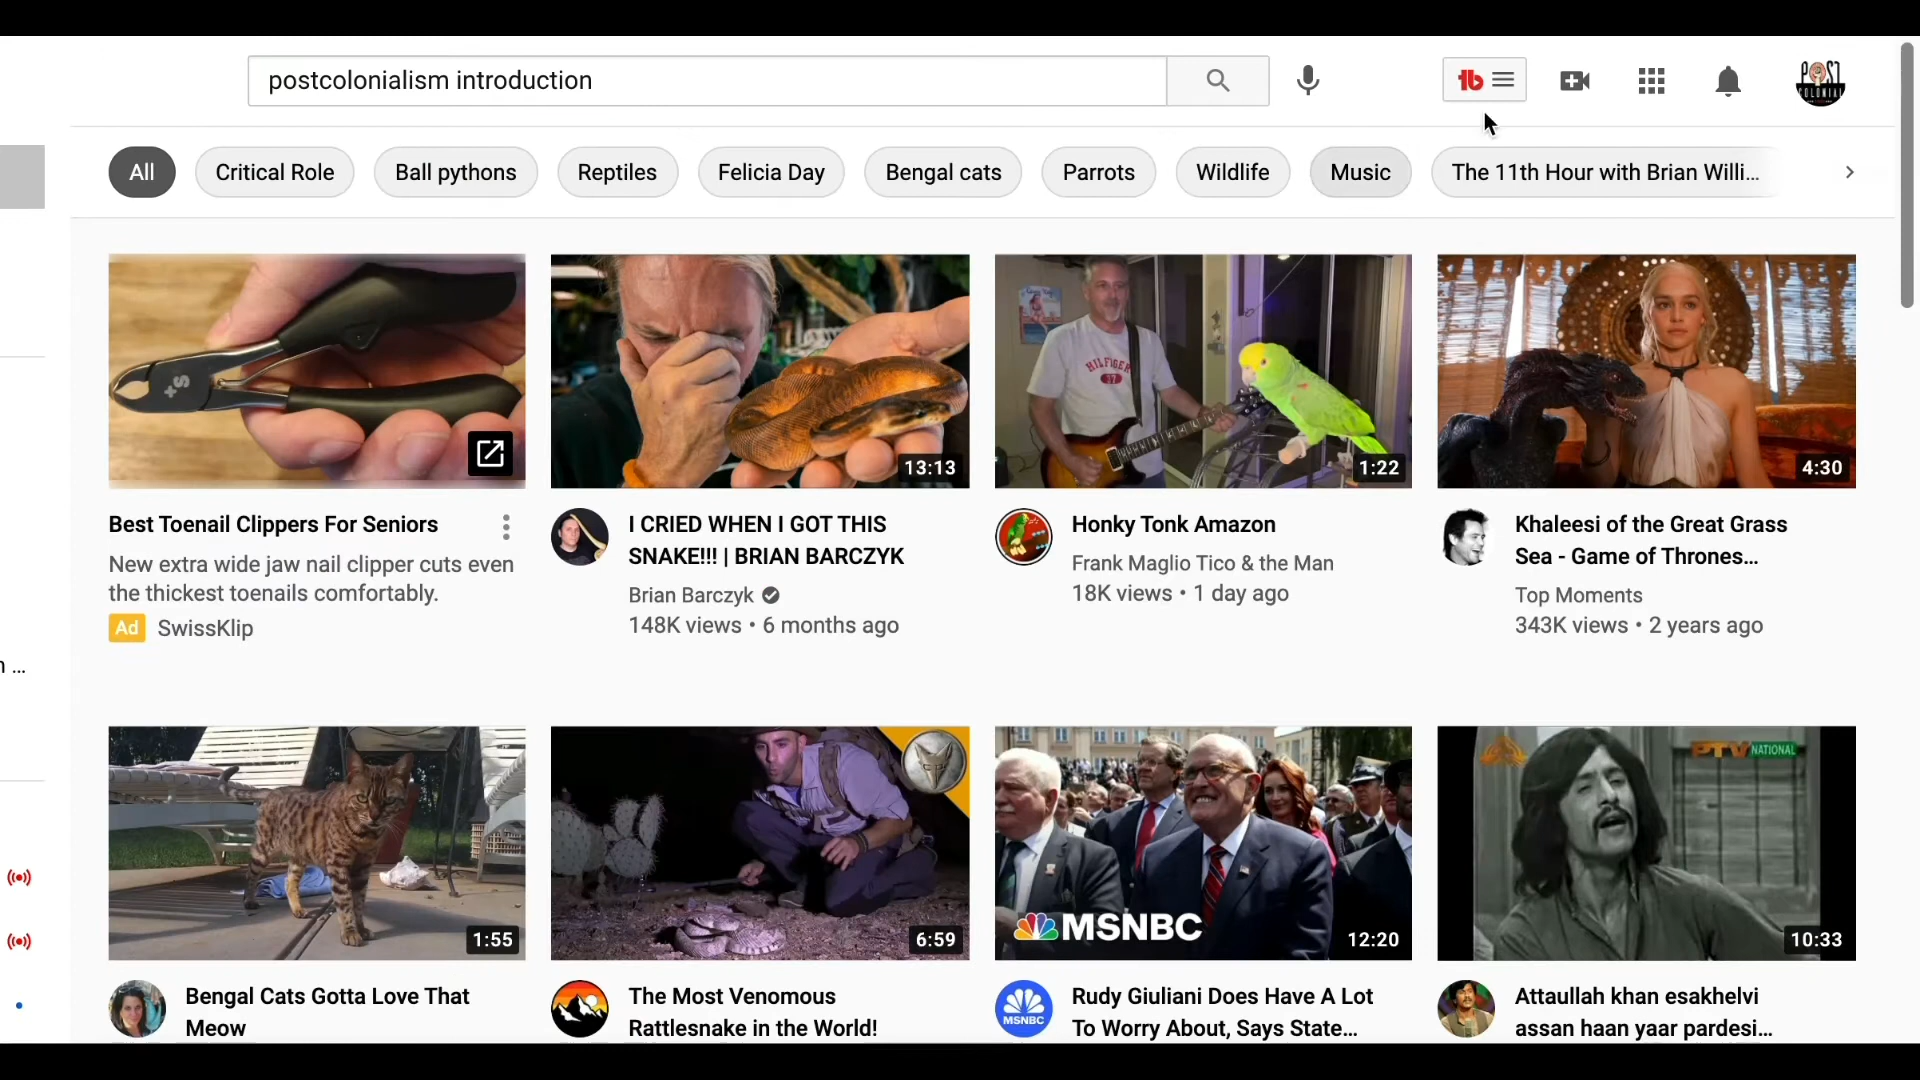 postcolonialism introduction
tb
POST
COLONIAL
All
Critical Role
Ball pythons
Reptiles
Felicia Day
Bengal cats
Parrots
Wildlife
Music
The 11th Hour with Brian Willi...
13:13
HILFIGER
1:22
4:30
Best Toenail Clippers For Seniors
New extra wide jaw nail clipper cuts even
the thickest toenails comfortably.
Ad SwissKlip
I CRIED WHEN I GOT THIS
SNAKE!!! | BRIAN BARCZYK
Brian Barczyk
148K views • 6 months ago
Honky Tonk Amazon
Frank Maglio Tico & the Man
18K views • 1 day ago
Khaleesi of the Great Grass
Sea - Game of Thrones...
Top Moments
343K views • 2 years ago
n ...
1:55
6:59
MSNBC
12:20
PTV NATIONAL
10:33
Bengal Cats Gotta Love That
Meow
The Most Venomous
Rattlesnake in the World!
MSNBC
Rudy Giuliani Does Have A Lot
To Worry About, Says State...
Attaullah khan esakhelvi
assan haan yaar pardesi...